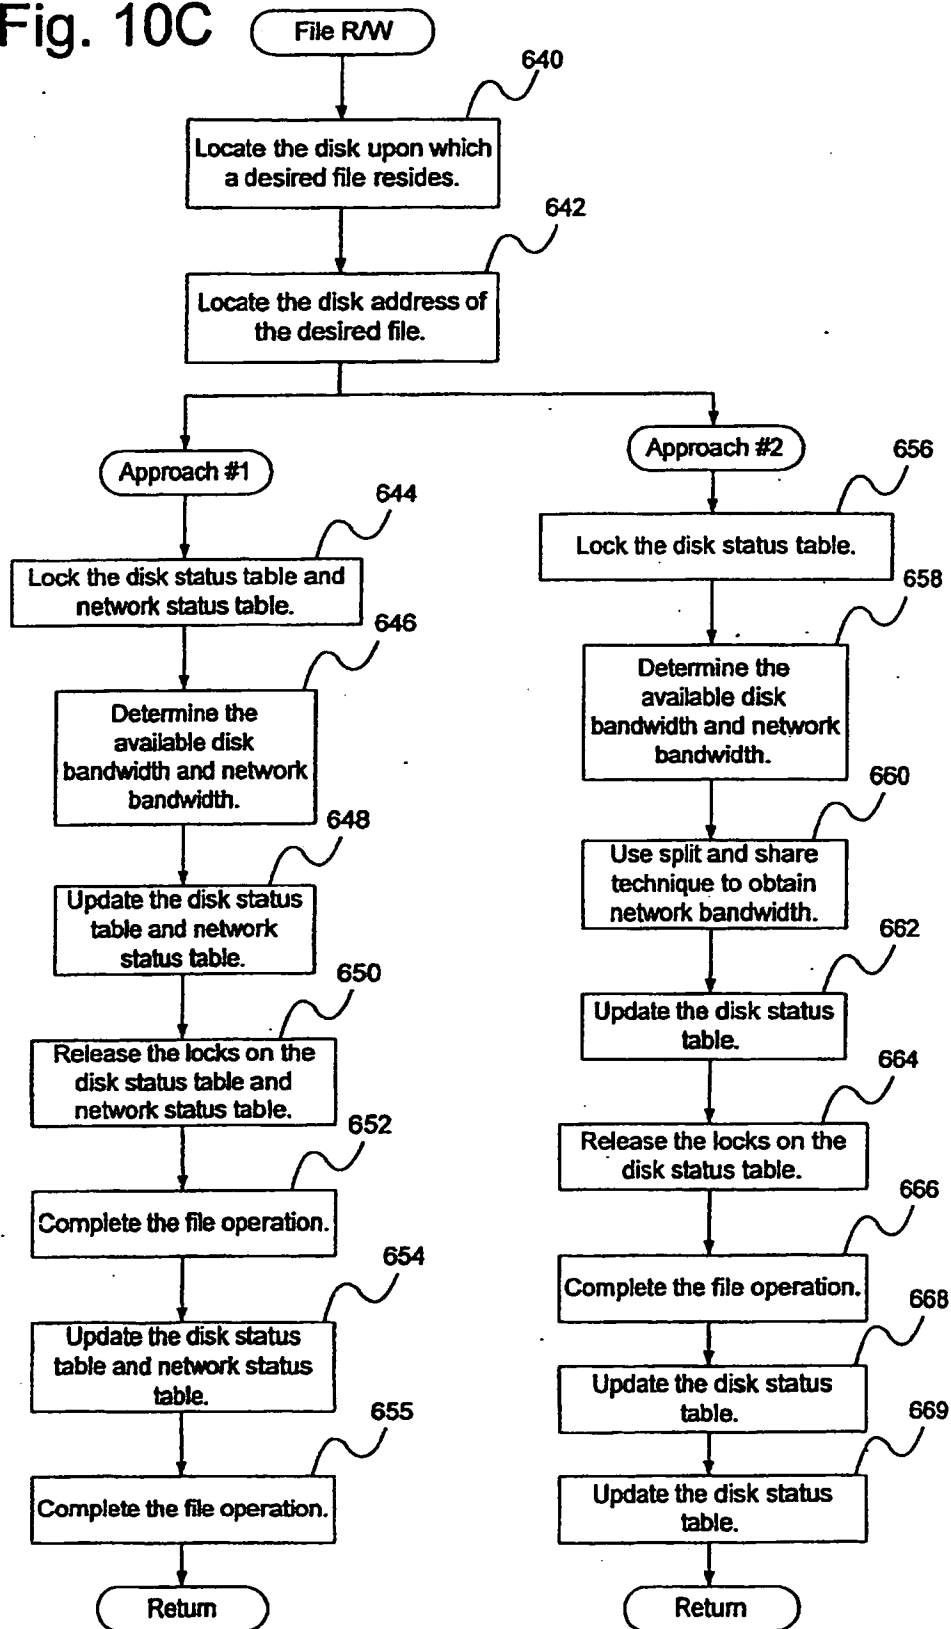 Fig. 10C
File R/W
640
Locate the disk upon which
a desired file resides.
642
Locate the disk address of
the desired file.
Approach #1
644
Lock the disk status table and
network status table.
646
Determine the
available disk
bandwidth and network
bandwidth.
648
Update the disk status
table and network
status table.
650
Release the locks on the
disk status table and
network status table.
652
Complete the file operation.
654
Update the disk status
table and network status
table.
655
Complete the file operation.
Return
Approach #2
656
Lock the disk status table.
658
Determine the
available disk
bandwidth and network
bandwidth.
660
Use split and share
technique to obtain
network bandwidth.
662
Update the disk status
table.
664
Release the locks on the
disk status table.
666
Complete the file operation.
668
Update the disk status
table.
669
Update the disk status
table.
Return